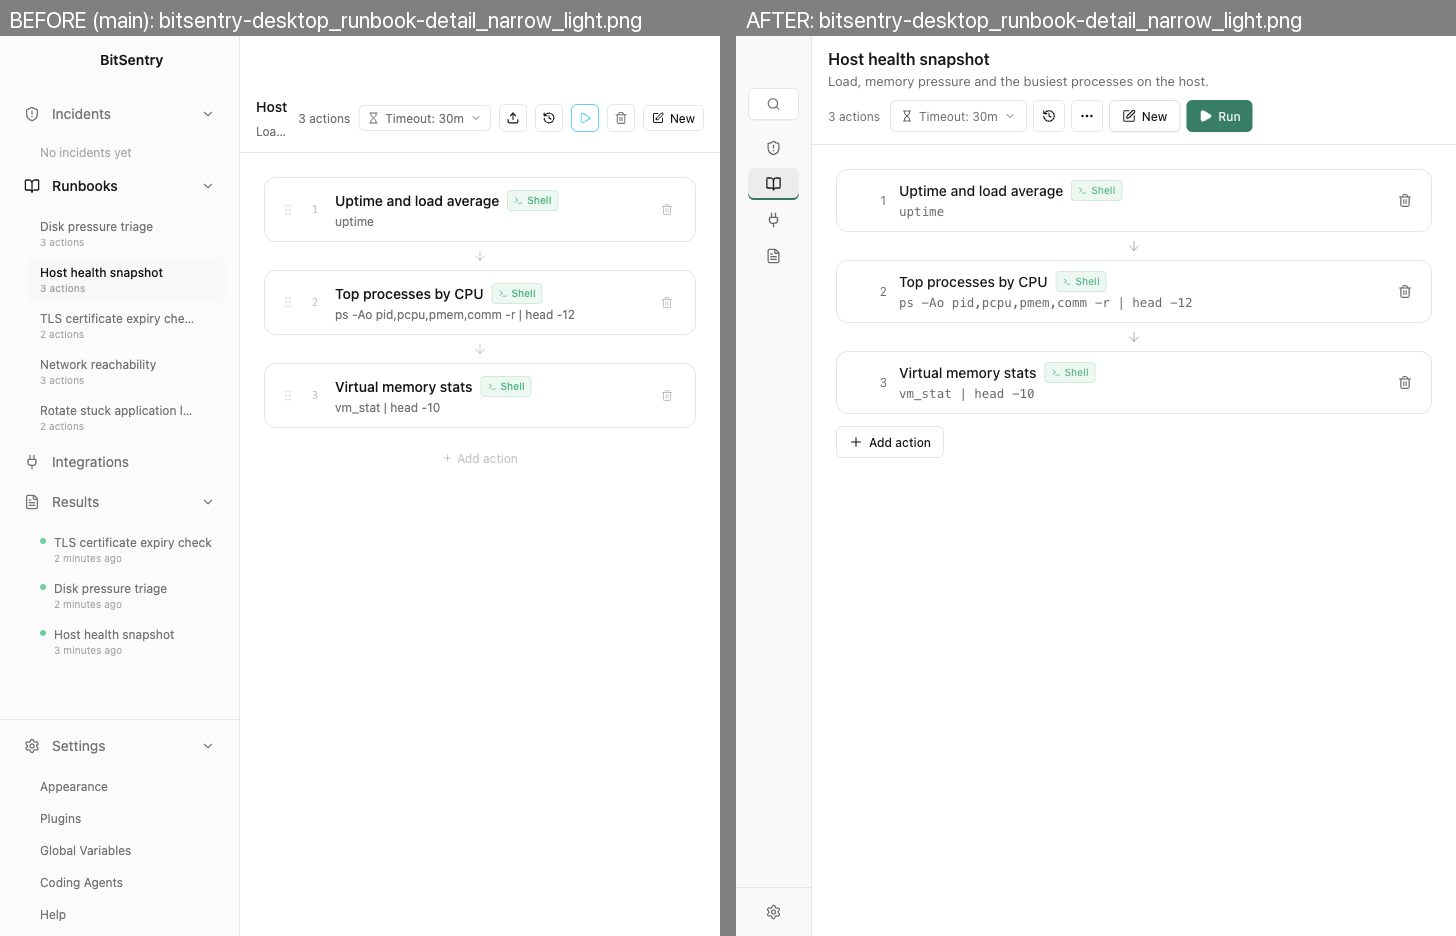 BEFORE (main): bitsentry-desktop_runbook-detail_narrow_light.png
BitSentry
Incidents
No incidents yet
Runbooks
Disk pressure triage
3 actions
Host health snapshot
3 actions
TLS certificate expiry che...
2 actions
Network reachability
3 actions
Rotate stuck application l...
2 actions
Integrations
Results
TLS certificate expiry check
2 minutes ago
Disk pressure triage
2 minutes ago
Host health snapshot
3 minutes ago
Settings
Appearance
Plugins
Global Variables
Coding Agents
Help
Host
Loa...
3 actions
Timeout: 30m
New
1
Uptime and load average
Shell
uptime
2
Top processes by CPU
Shell
ps -Ao pid,pcpu,pmem,comm -r | head -12
3
Virtual memory stats
Shell
vm_stat | head -10
+ Add action
AFTER: bitsentry-desktop_runbook-detail_narrow_light.png
Host health snapshot
Load, memory pressure and the busiest processes on the host.
3 actions
Timeout: 30m
New
Run
1
Uptime and load average
Shell
uptime
2
Top processes by CPU
Shell
ps -Ao pid,pcpu,pmem,comm -r | head -12
3
Virtual memory stats
Shell
vm_stat | head -10
+ Add action